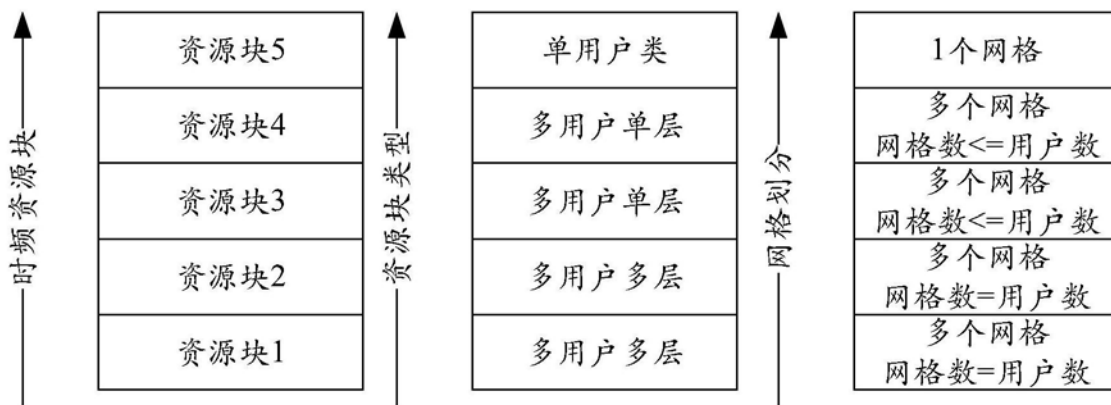 时频资源块
资源块5
资源块4
资源块3
资源块2
资源块1
资源块类型
单用户类
多用户单层
多用户单层
多用户多层
多用户多层
网格划分
1个网格
多个网格
网格数<=用户数
多个网格
网格数<=用户数
多个网格
网格数=用户数
多个网格
网格数=用户数